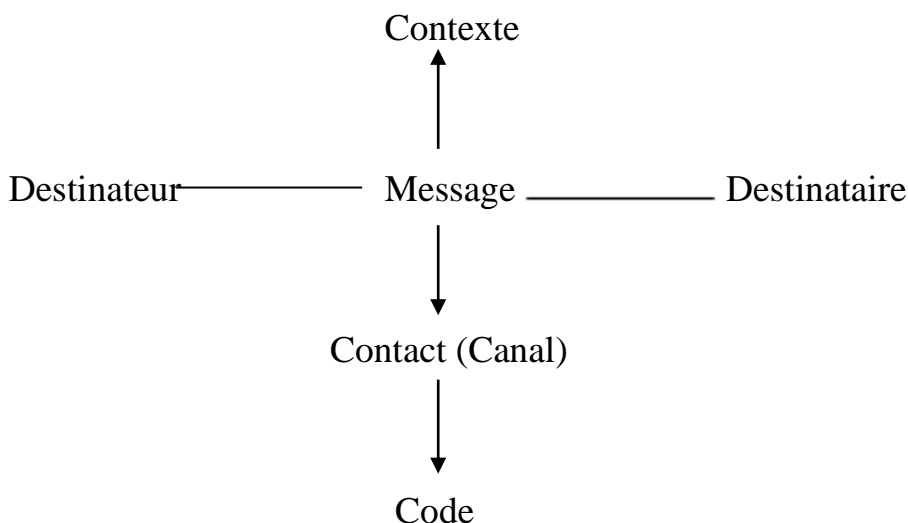 Contexte
Destinateur Message Destinataire
Contact (Canal)
Code